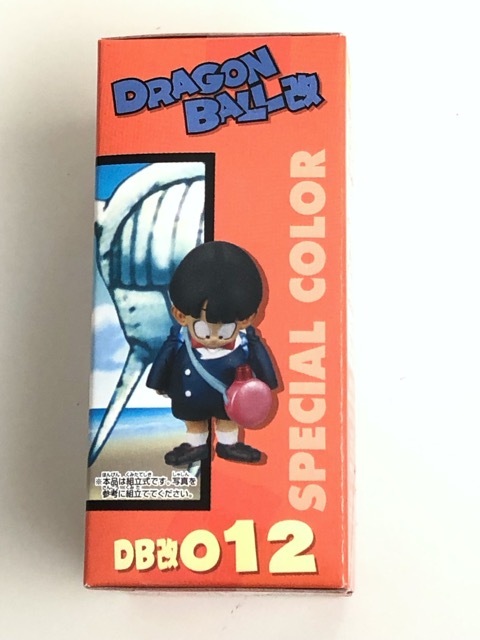 DRAGON
BALL改
SPECIAL COLOR
※本品は組立式です。写真を
参考に組立ててください。
DB改012